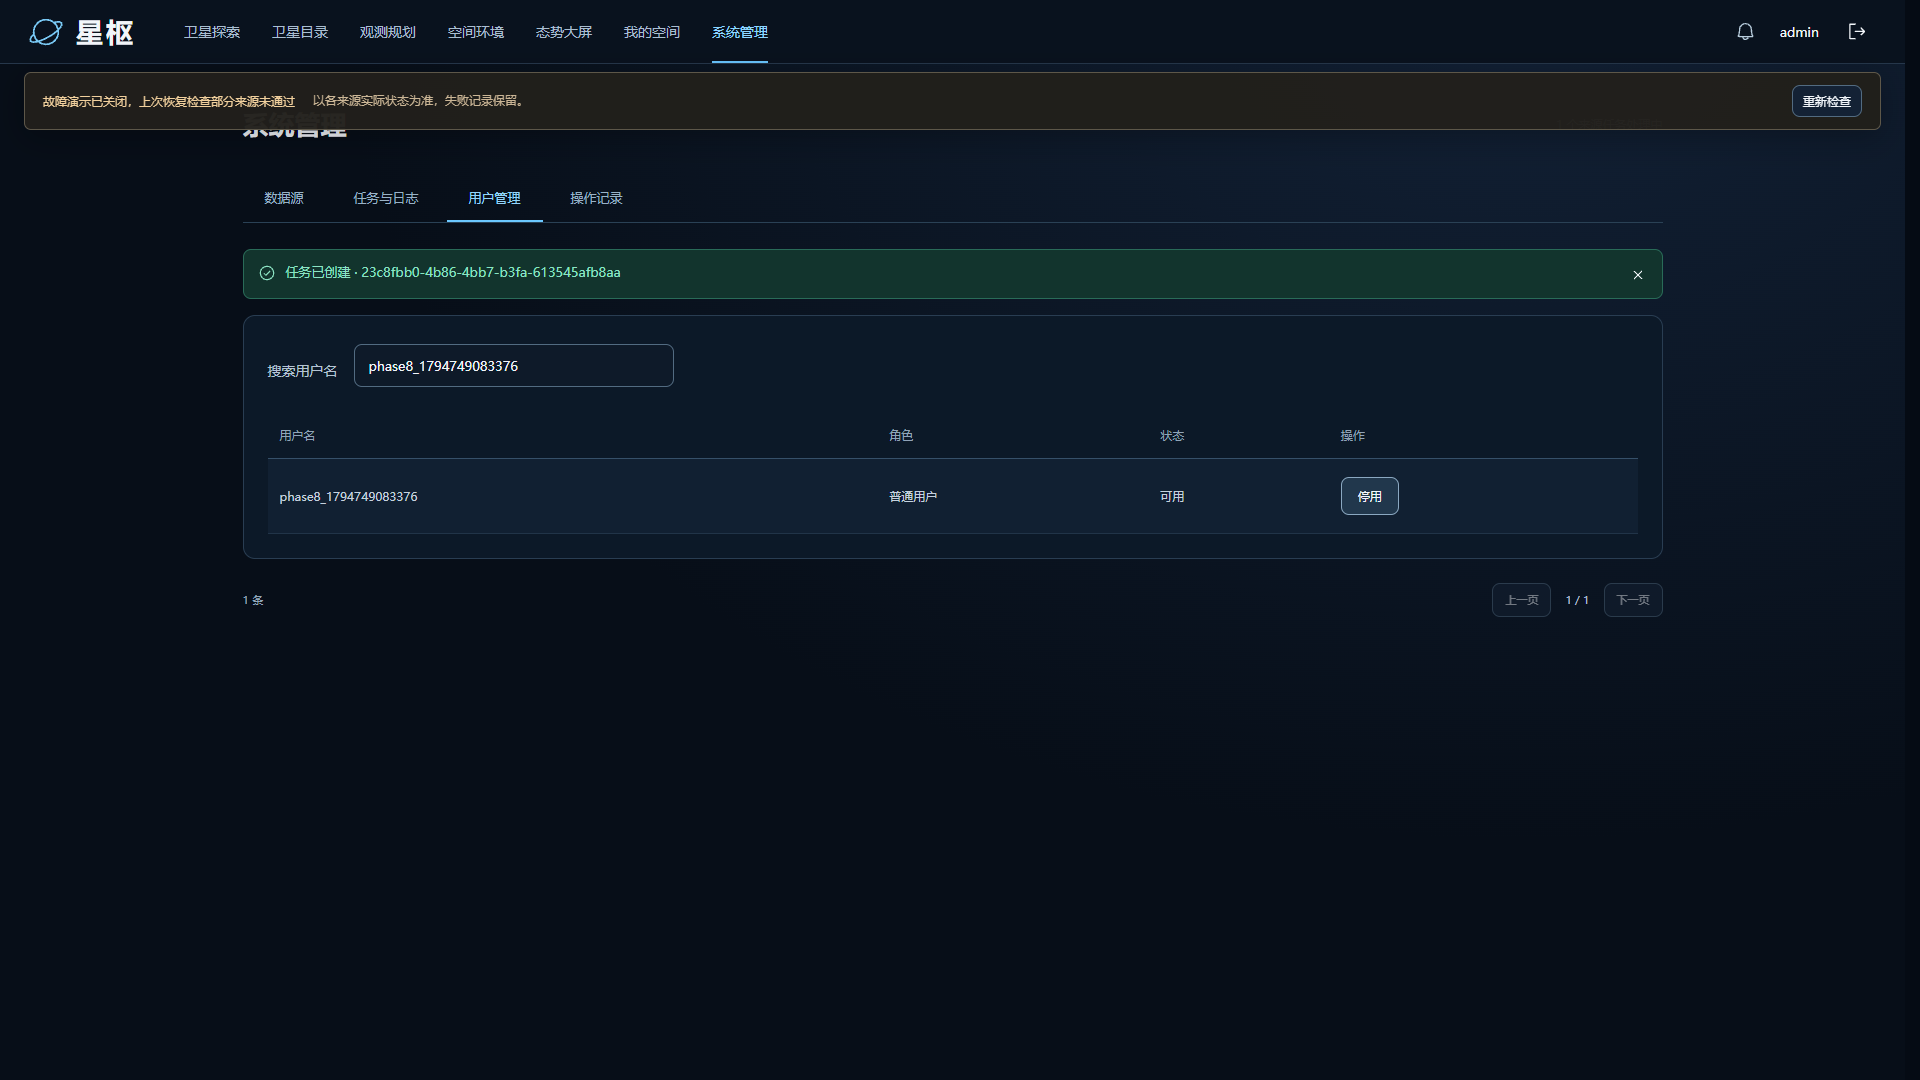 星枢
卫星探索 卫星目录 观测规划 空间环境 态势大屏 我的空间 系统管理
admin
故障演示已关闭，上次恢复检查部分来源未通过 以各来源实际状态为准，失败记录保留。
重新检查
系统管理
数据源 任务与日志 用户管理 操作记录
任务已创建 · 23c8fbb0-4b86-4bb7-b3fa-613545afb8aa
搜索用户名 phase8_1794749083376
用户名 角色 状态 操作
phase8_1794749083376 普通用户 可用 停用
1 条
上一页 1 / 1 下一页